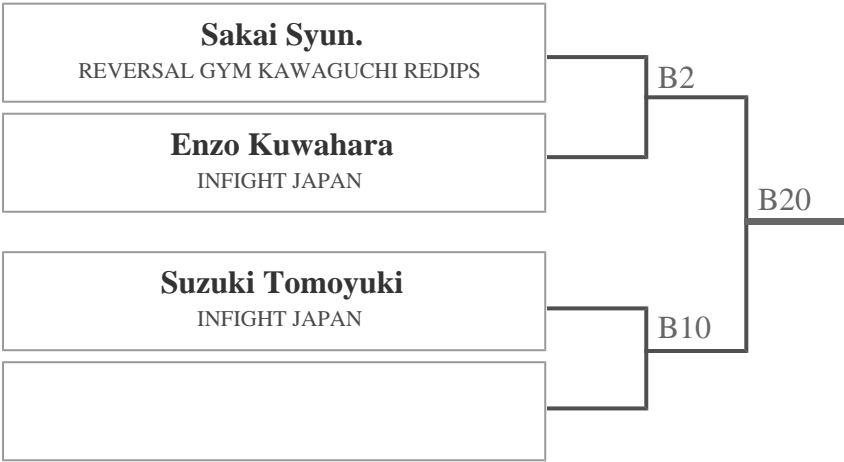 Sakai Syun.
REVERSAL GYM KAWAGUCHI REDIPS
B2
Enzo Kuwahara
INFIGHT JAPAN
B20
Suzuki Tomoyuki
INFIGHT JAPAN
B10